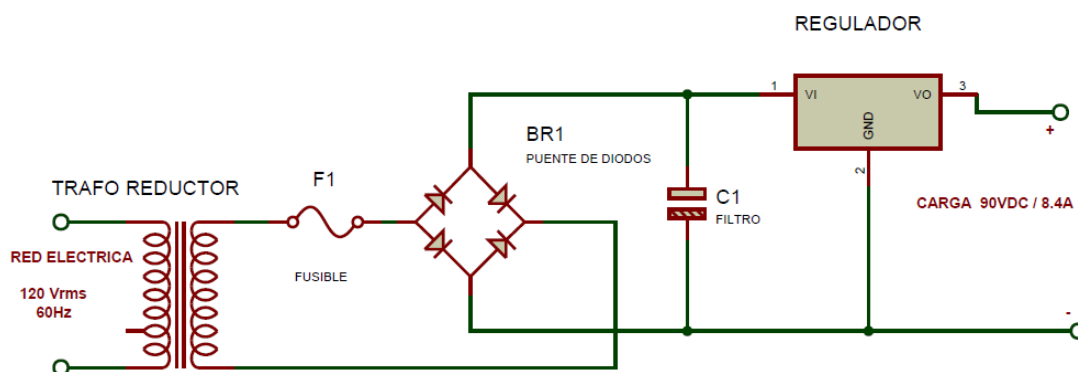 REGULADOR
1
VI
VO
3
GND
2
BR1
PUENTE DE DIODOS
+
TRAFO REDUCTOR
F1
C1
FILTRO
CARGA 90VDC / 8.4A
RED ELECTRICA
FUSIBLE
120 Vrms
60Hz
-